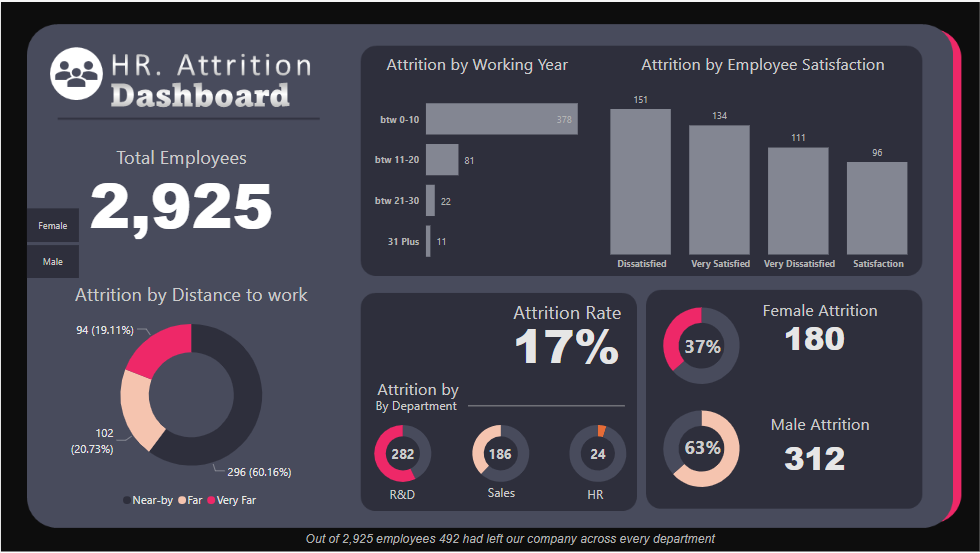 HR. Attrition
Dashboard
Total Employees
2,925
Female
Male
Attrition by Distance to work
94 (19.11%)
102
(20.73%)
296 (60.16%)
Near-by Far Very Far
Attrition by Working Year
btw 0-10 378
btw 11-20 81
btw 21-30 22
31 Plus 11
Attrition by Employee Satisfaction
151 134 111 96
Dissatisfied Very Satisfied Very Dissatisfied Satisfaction
Attrition Rate
17%
Attrition by
By Department
282 186 24
R&D Sales HR
Female Attrition
37% 180
Male Attrition
63% 312
Out of 2,925 employees 492 had left our company across every department